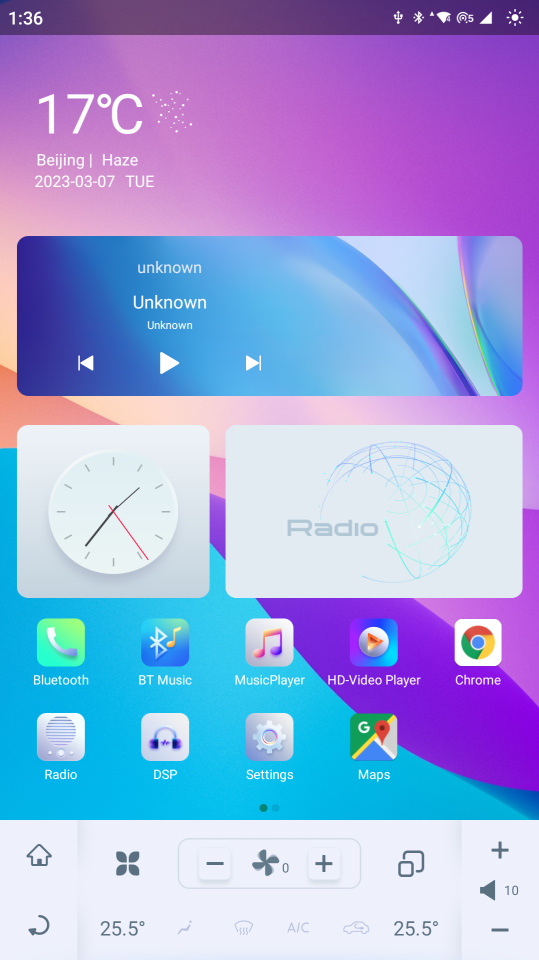 1:36
5
17℃
Beijing | Haze
2023-03-07 TUE
unknown
Unknown
Unknown
Radio
Bluetooth
BT Music
MusicPlayer
HD-Video Player
Chrome
Radio
DSP
Settings
G
Maps
0
10
25.5°
A/C
25.5°